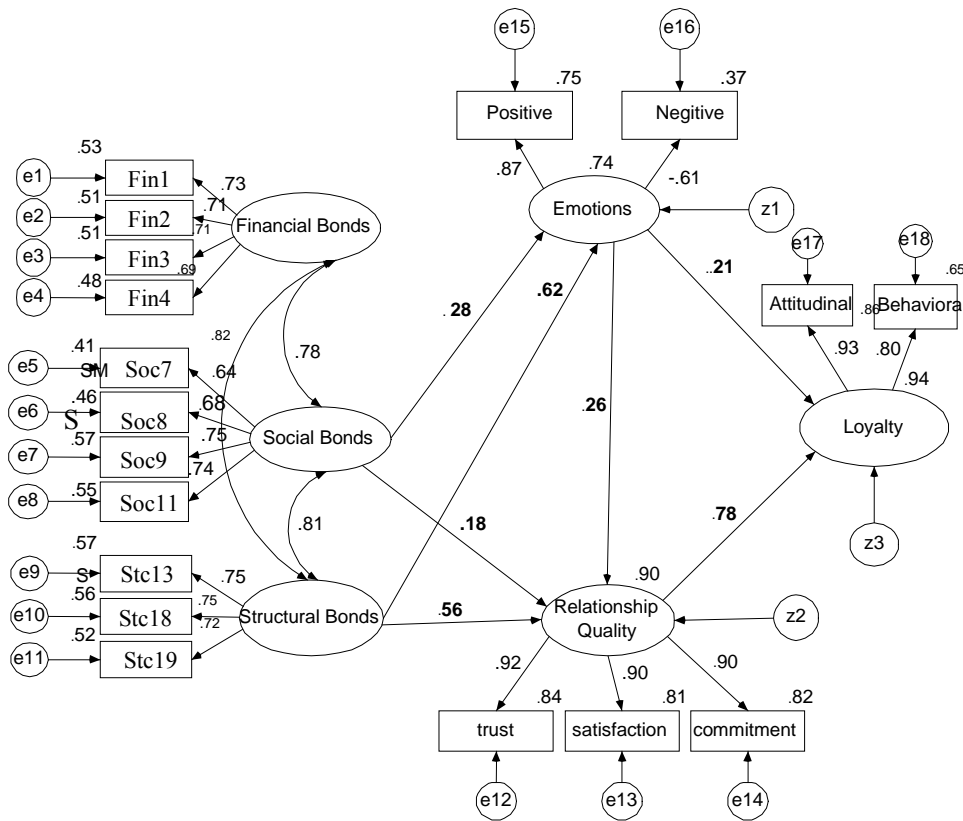 e15
e16
.75
.37
Positive
Negitive
.87
.74
-.61
Emotions
z1
.53
e1
Fin1
.73
.51
e2
Fin2
.71
.51
e3
Fin3
.71
.48
e4
Fin4
.69
Financial Bonds
e17
e18
.65
Attitudinal
.86
Behaviora
.93
.80
.94
Loyalty
z3
..21
.62
.28
.82
.78
.26
.41
e5
SM
Soc7
.64
.46
e6
S
Soc8
.68
.57
e7
Soc9
.75
.55
e8
Soc11
.74
Social Bonds
.81
.18
.78
.57
e9
S
Stc13
.75
.56
e10
Stc18
.75
.52
e11
Stc19
.72
Structural Bonds
.56
.90
Relationship
Quality
z2
.92
.90
.90
.84
.81
.82
trust
satisfaction
commitment
e12
e13
e14